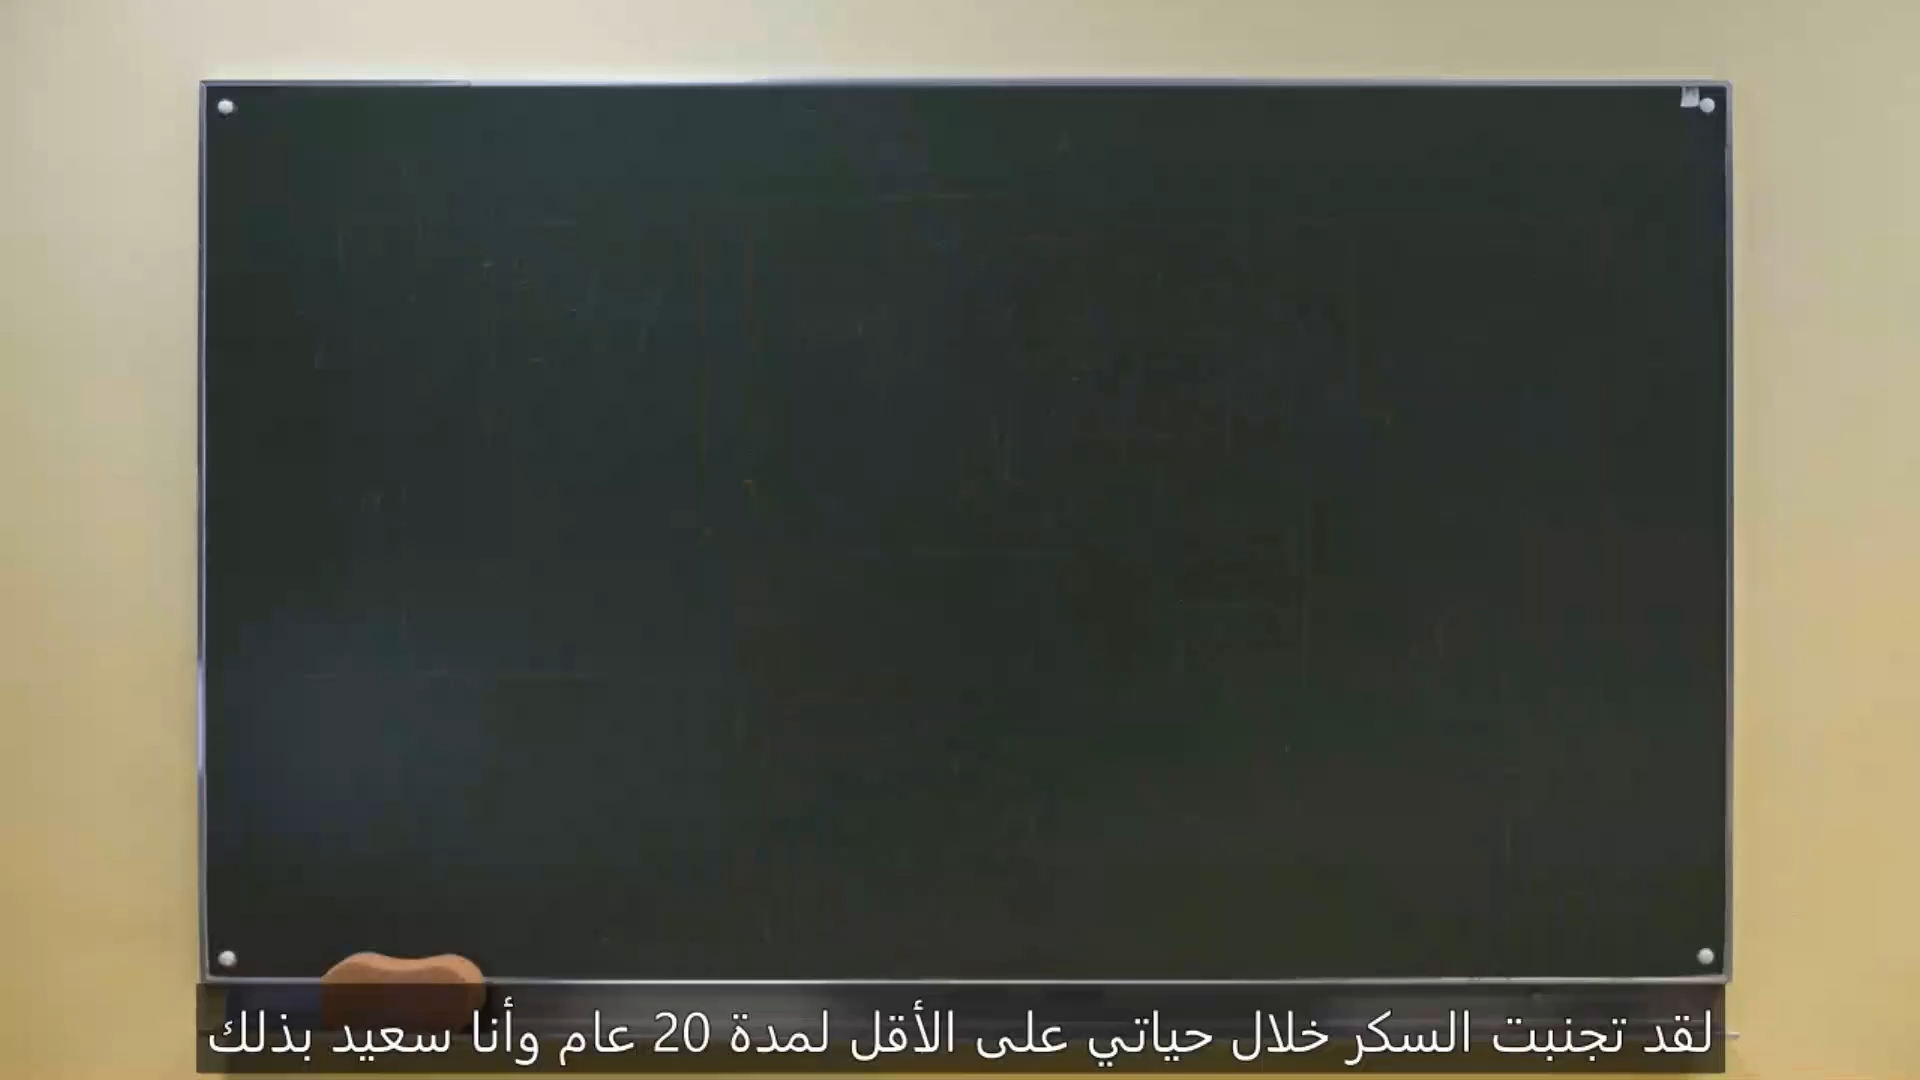 لقد تجنبت السكر خلال حياتي على الأقل لمدة 20 عام وأنا سعيد بذلك